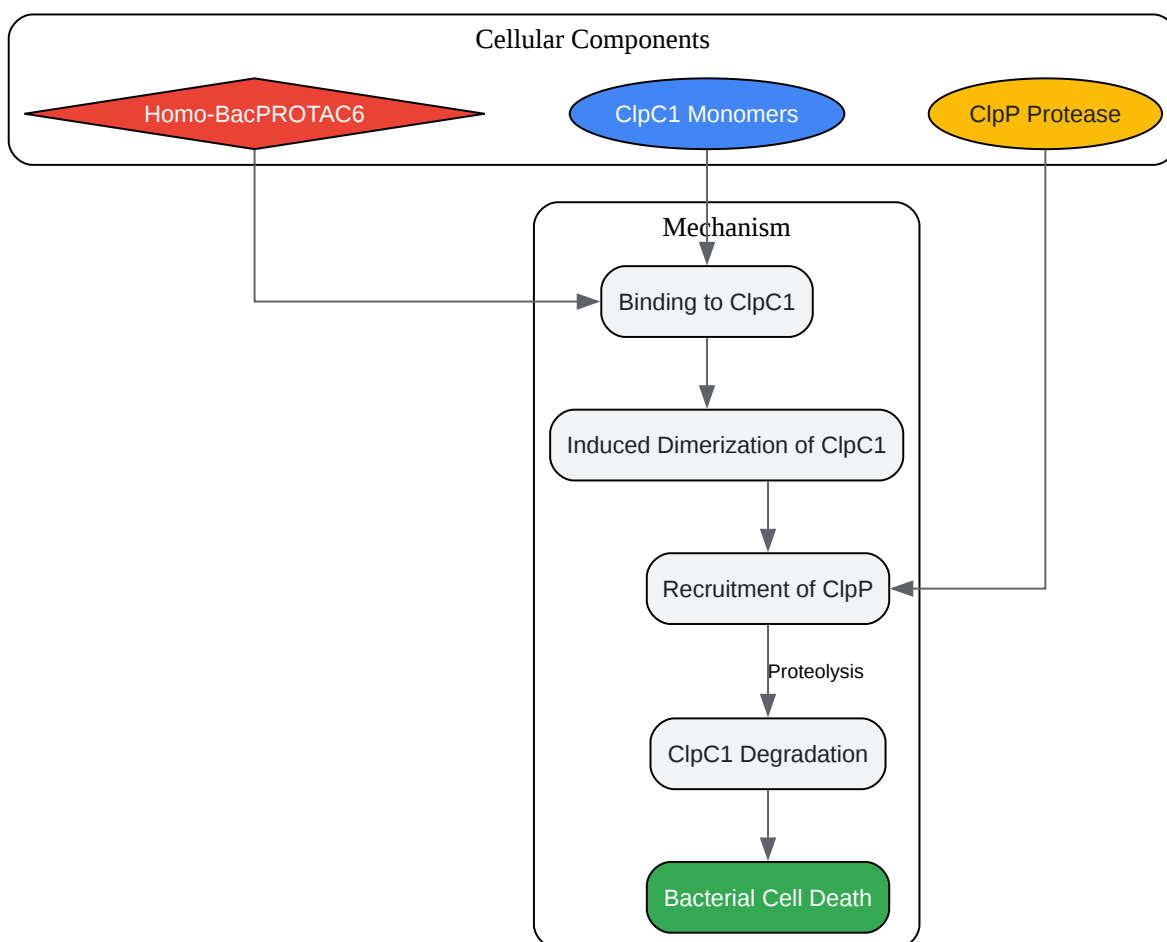 Cellular Components
Homo-BacPROTAC6
ClpC1 Monomers
ClpP Protease
Mechanism
Binding to ClpC1
Induced Dimerization of ClpC1
Recruitment of ClpP
Proteolysis
ClpC1 Degradation
Bacterial Cell Death